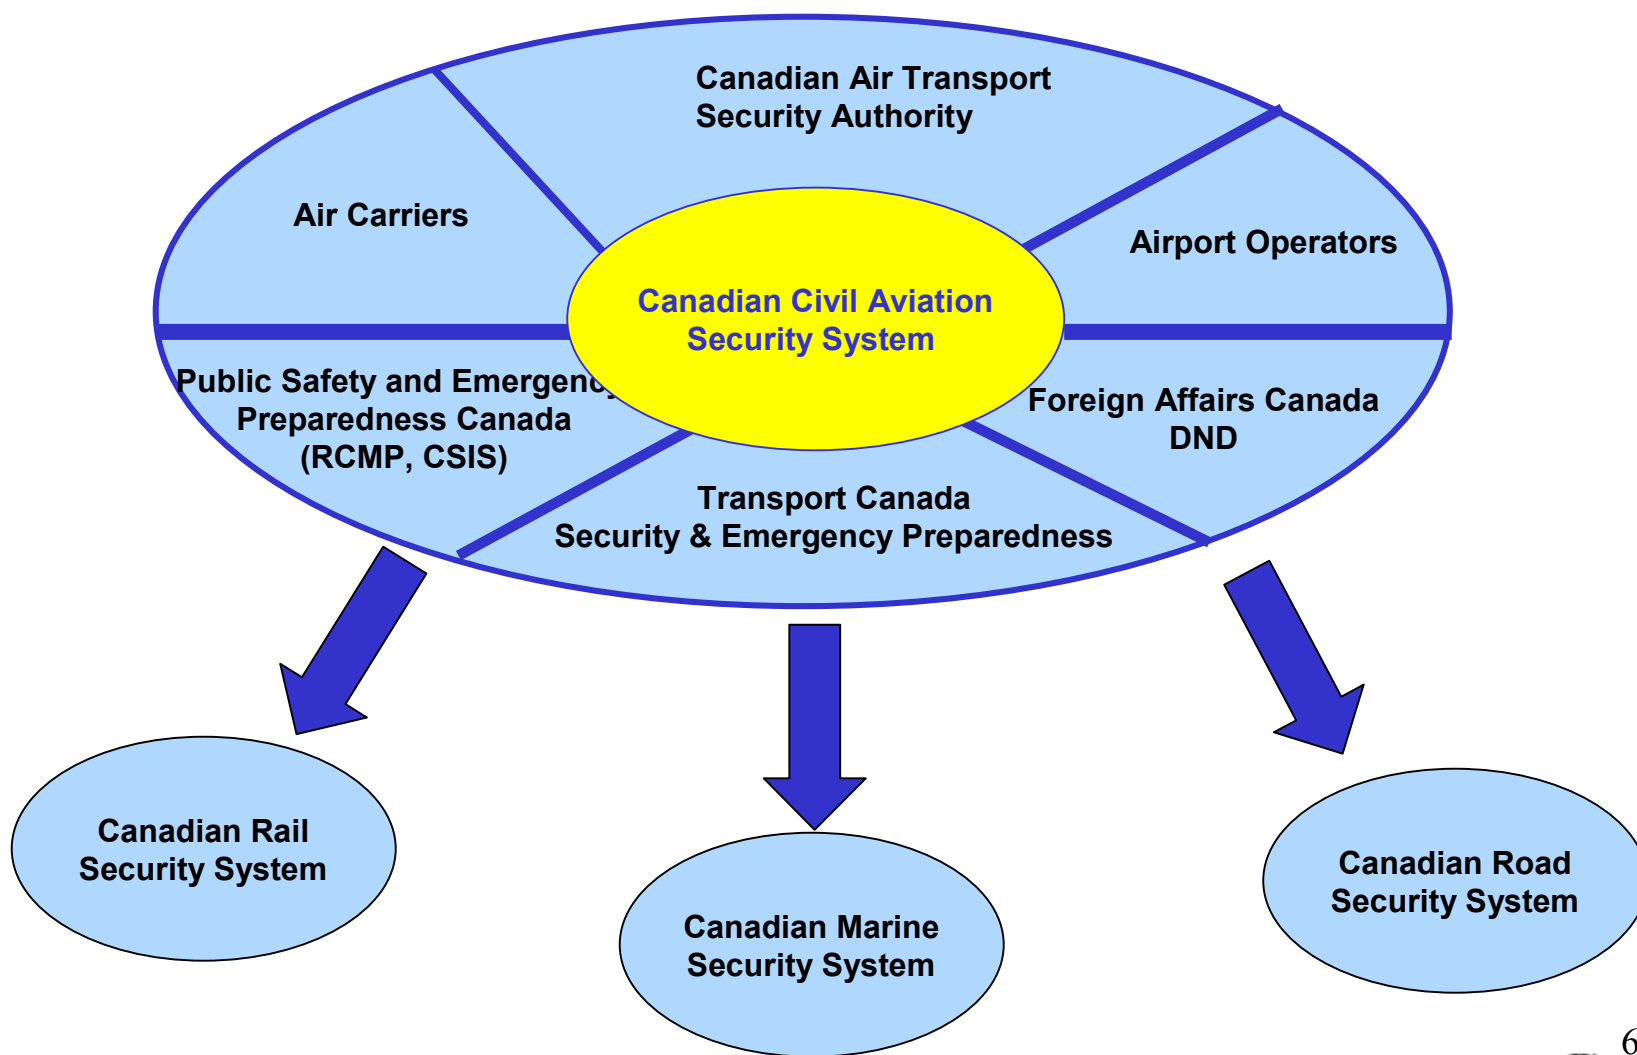 Canadian Air Transport
Security Authority
Air Carriers
Airport Operators
Canadian Civil Aviation
Security System
Public Safety and Emergency
Preparedness Canada
(RCMP, CSIS)
Foreign Affairs Canada
DND
Transport Canada
Security & Emergency Preparedness
Canadian Rail
Security System
Canadian Marine
Security System
Canadian Road
Security System
6